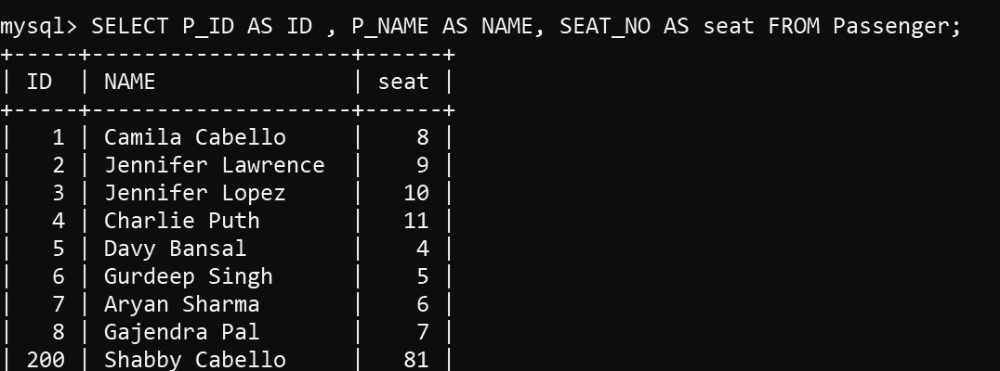 mysql> SELECT P_ID AS ID , P_NAME AS NAME, SEAT_NO AS seat FROM Passenger;
+-----+--------------------+------+
| ID  | NAME               | seat |
+-----+--------------------+------+
|   1 | Camila Cabello     |    8 |
|   2 | Jennifer Lawrence  |    9 |
|   3 | Jennifer Lopez     |   10 |
|   4 | Charlie Puth       |   11 |
|   5 | Davy Bansal        |    4 |
|   6 | Gurdeep Singh      |    5 |
|   7 | Aryan Sharma       |    6 |
|   8 | Gajendra Pal       |    7 |
| 200 | Shabby Cabello     |   81 |